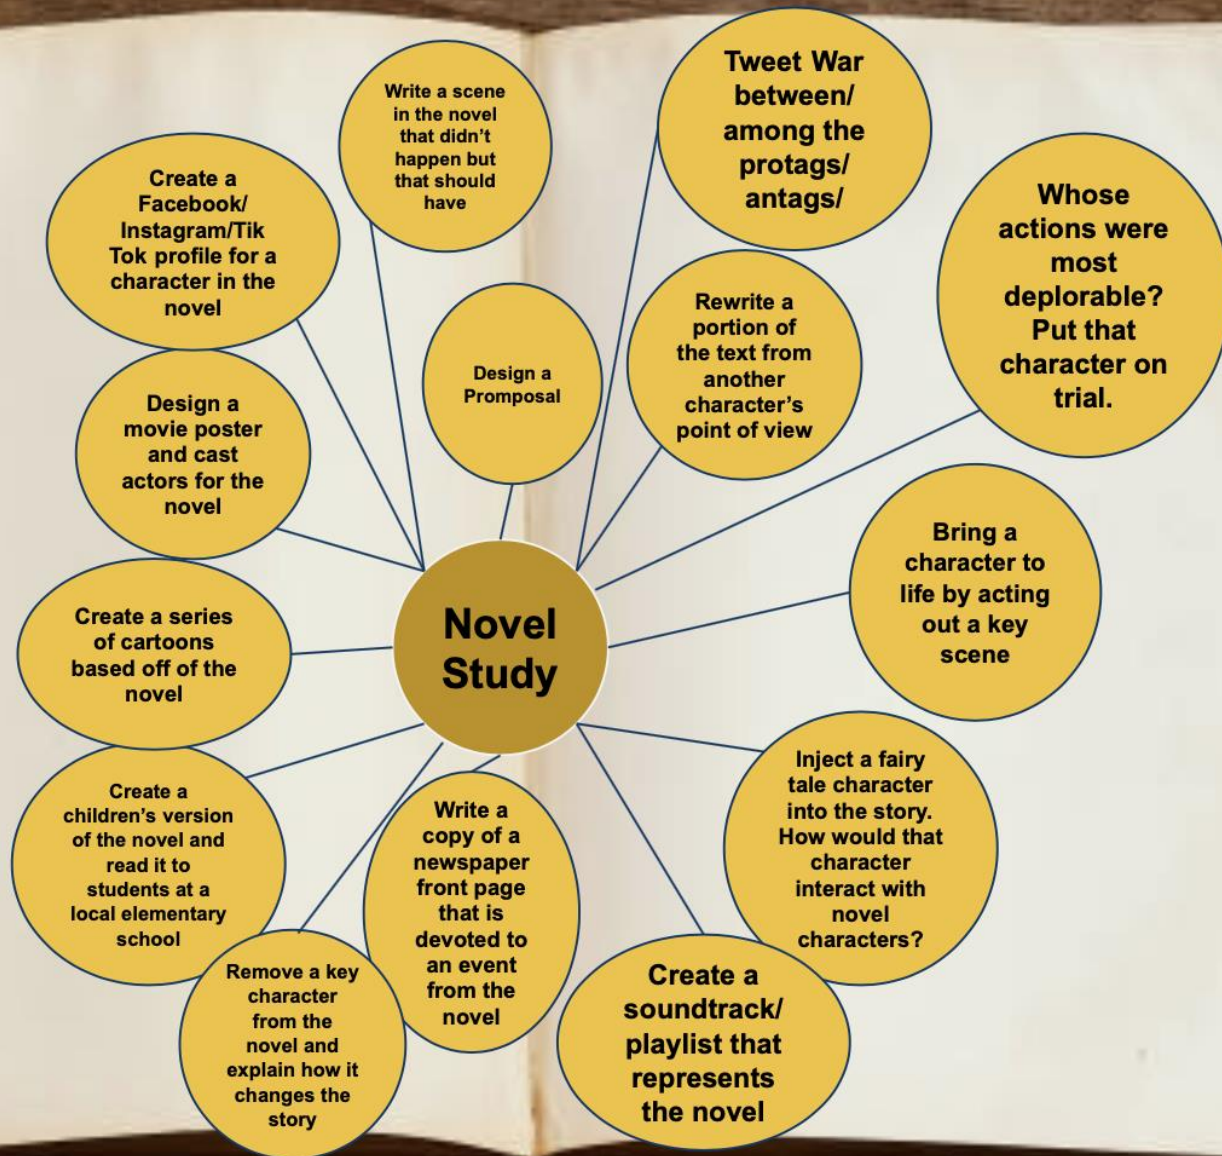 Write a scene
in the novel
that didn’t
happen but
that should
have
Tweet War
between/
among the
protags/
antags/
Create a
Facebook/
Instagram/Tik
Tok profile for a
character in the
novel
Whose
actions were
most
deplorable?
Put that
character on
trial.
Design a
Promposal
Rewrite a
portion of
the text from
another
character’s
point of view
Design a
movie poster
and cast
actors for the
novel
Bring a
character to
life by acting
out a key
scene
Novel
Study
Create a series
of cartoons
based off of the
novel
Create a
children’s version
of the novel and
read it to
students at a
local elementary
school
Write a
copy of a
newspaper
front page
that is
devoted to
an event
from the
novel
Inject a fairy
tale character
into the story.
How would that
character
interact with
novel
characters?
Remove a key
character
from the
novel and
explain how it
changes the
story
Create a
soundtrack/
playlist that
represents
the novel